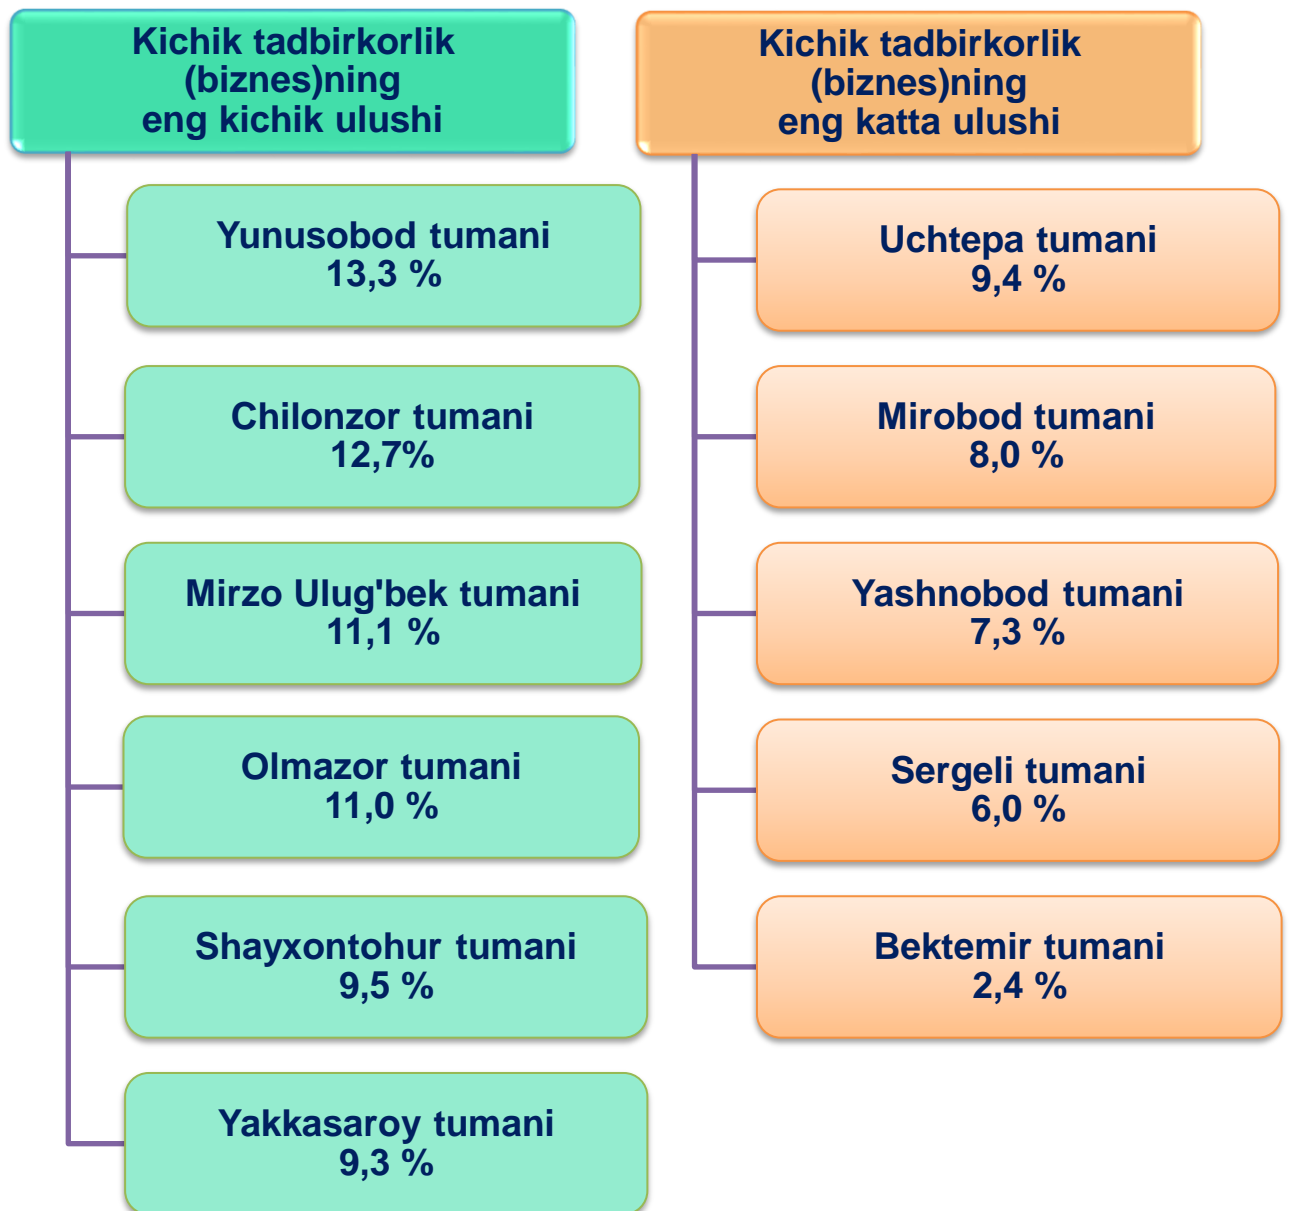 Kichik tadbirkorlik
(biznes)ning
eng kichik ulushi
Yunusobod tumani
13,3 %
Chilonzor tumani
12,7%
Mirzo Ulug'bek tumani
11,1 %
Olmazor tumani
11,0 %
Shayxontohur tumani
9,5 %
Yakkasaroy tumani
9,3 %
Kichik tadbirkorlik
(biznes)ning
eng katta ulushi
Uchtepa tumani
9,4 %
Mirobod tumani
8,0 %
Yashnobod tumani
7,3 %
Sergeli tumani
6,0 %
Bektemir tumani
2,4 %